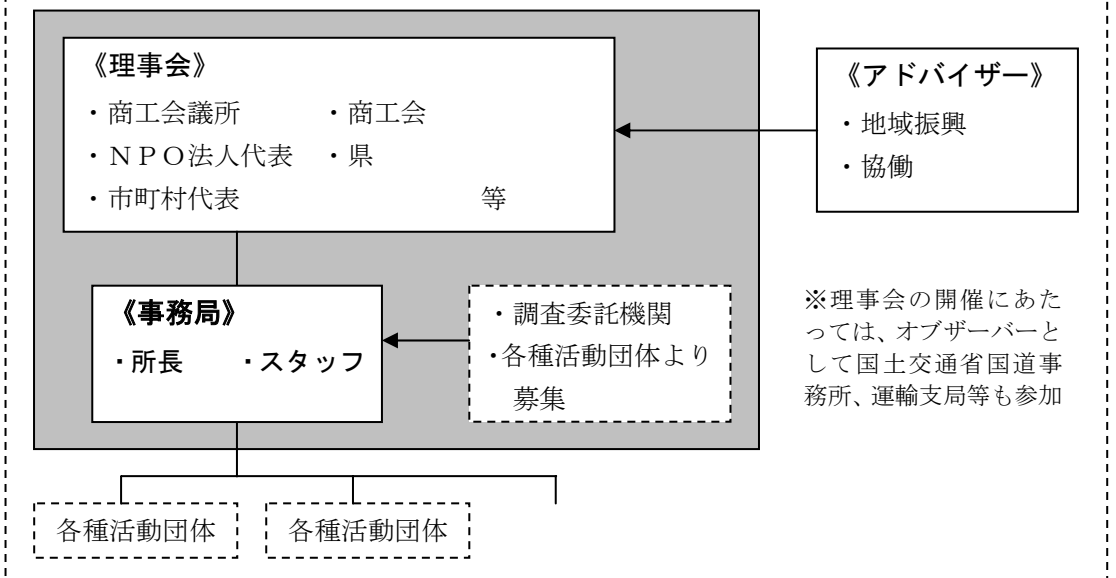 《理事会》
・商工会議所　・商工会
・ＮＰＯ法人代表　・県
・市町村代表　等
《アドバイザー》
・地域振興
・協働
《事務局》
・所長　・スタッフ
・調査委託機関
・各種活動団体より
募集
※理事会の開催にあた
っては、オブザーバーと
して国土交通省国道事
務所、運輸支局等も参加
各種活動団体
各種活動団体